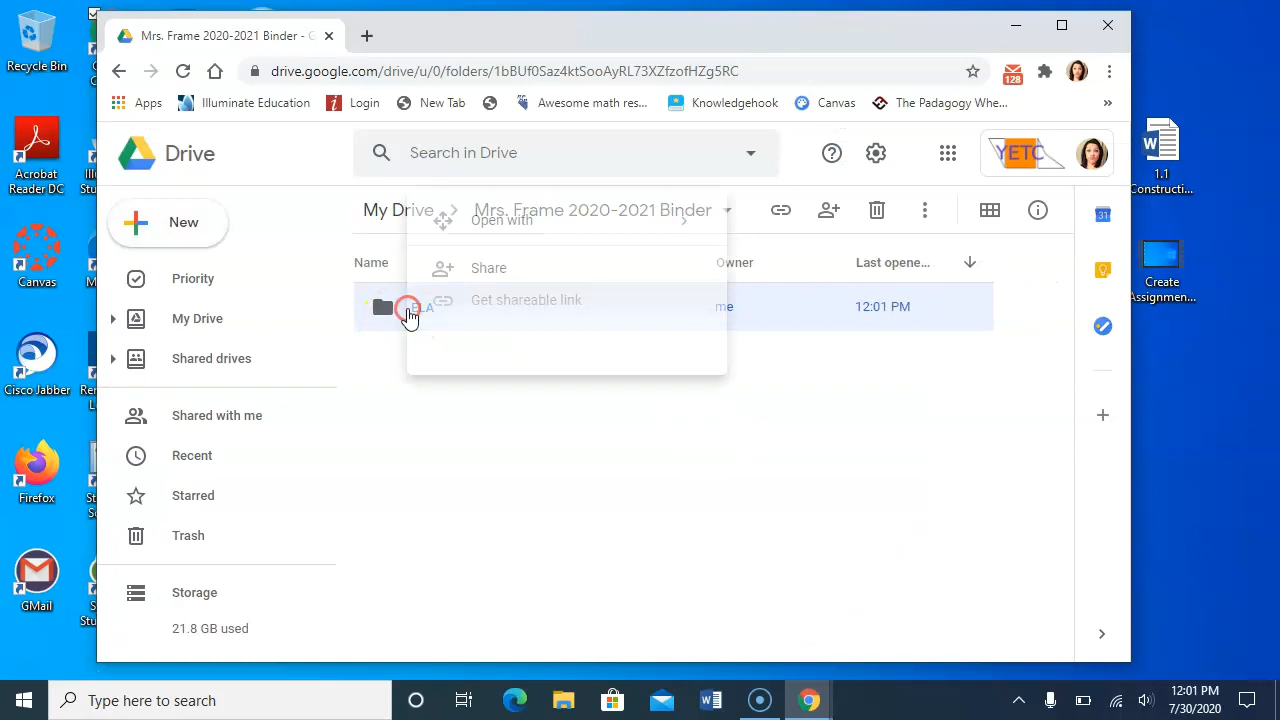 Recycle Bin
Acrobat
Reader DC
Canvas
Cisco Jabber
Firefox
GMail
Mrs. Frame 2020-2021 Binder - G
drive.google.com/drive/u/0/folders/1bBUf0Saz4ktSooAyRL73XZfzofHZg5RC
128
Apps
Illuminate Education
Login
New Tab
Awesome math res...
Knowledgehook
Canvas
The Padagogy Whe...
Drive
Search in Drive
YETC
New
My Drive
Mrs. Frame 2020-2021 Binder
Open with
Name
Share
Owner
Last opene...
Get shareable link
ELA
me
12:01 PM
Priority
My Drive
Shared drives
Shared with me
Recent
Starred
Trash
Storage
21.8 GB used
31
1.1
Constructi...
Create
Assignmen...
Type here to search
12:01 PM
7/30/2020